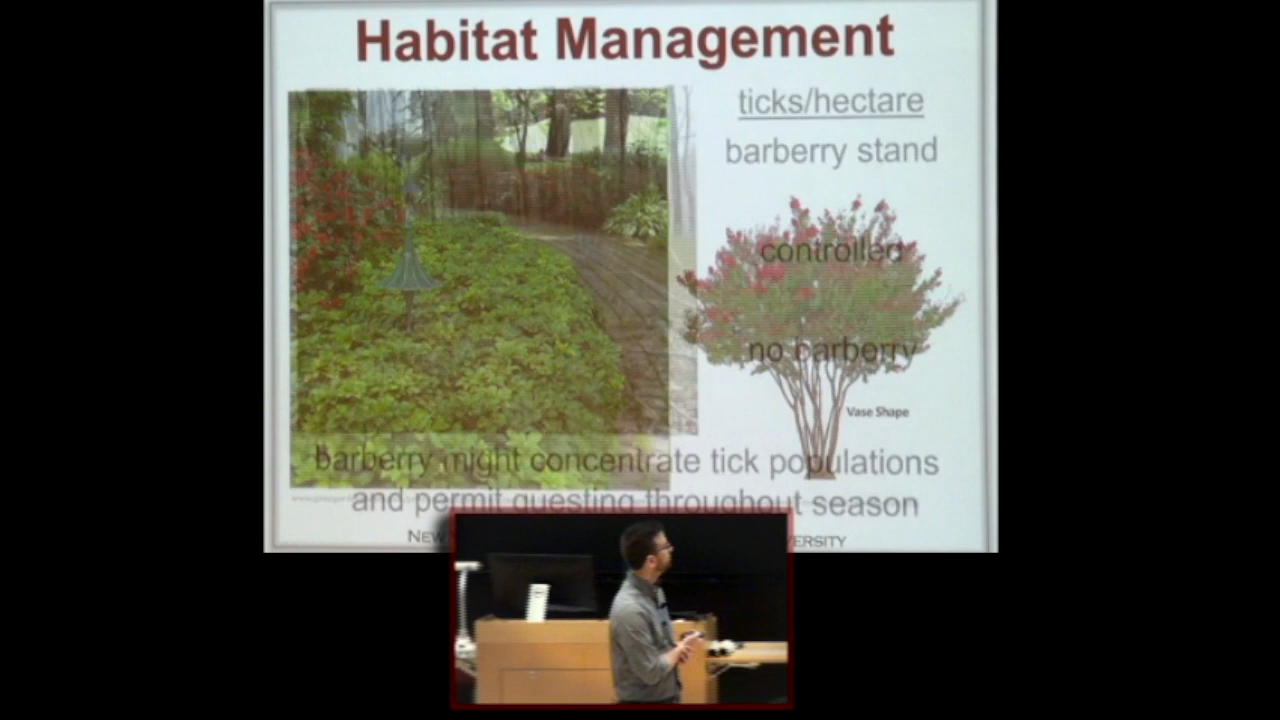 Habitat Management
ticks/hectare
barberry stand
controlled
no barberry
Vase Shape
barberry might concentrate tick populations
and permit questing throughout season